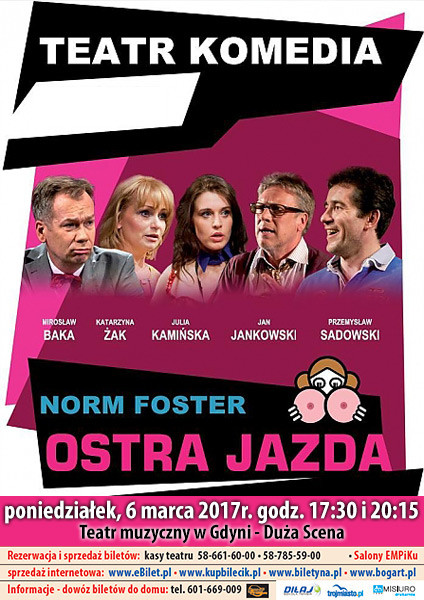 TEATR KOMEDIA
MIROSŁAW BAKA
KATARZYNA ŻAK
JULIA KAMIŃSKA
JAN JANKOWSKI
PRZEMYSŁAW SADOWSKI
NORM FOSTER
OSTRA JAZDA
poniedziałek, 6 marca 2017r. godz. 17:30 i 20:15
Teatr muzyczny w Gdyni - Duża Scena
Rezerwacja i sprzedaż biletów: kasy teatru 58-661-60-00 • 58-785-59-00 • Salony EMPiKu
sprzedaż internetowa: www.eBilet.pl • www.kupbilecik.pl • www.biletyna.pl • www.bogart.pl
Informacje - dowóz biletów do domu: tel. 601-669-009 trojmiasto.pl